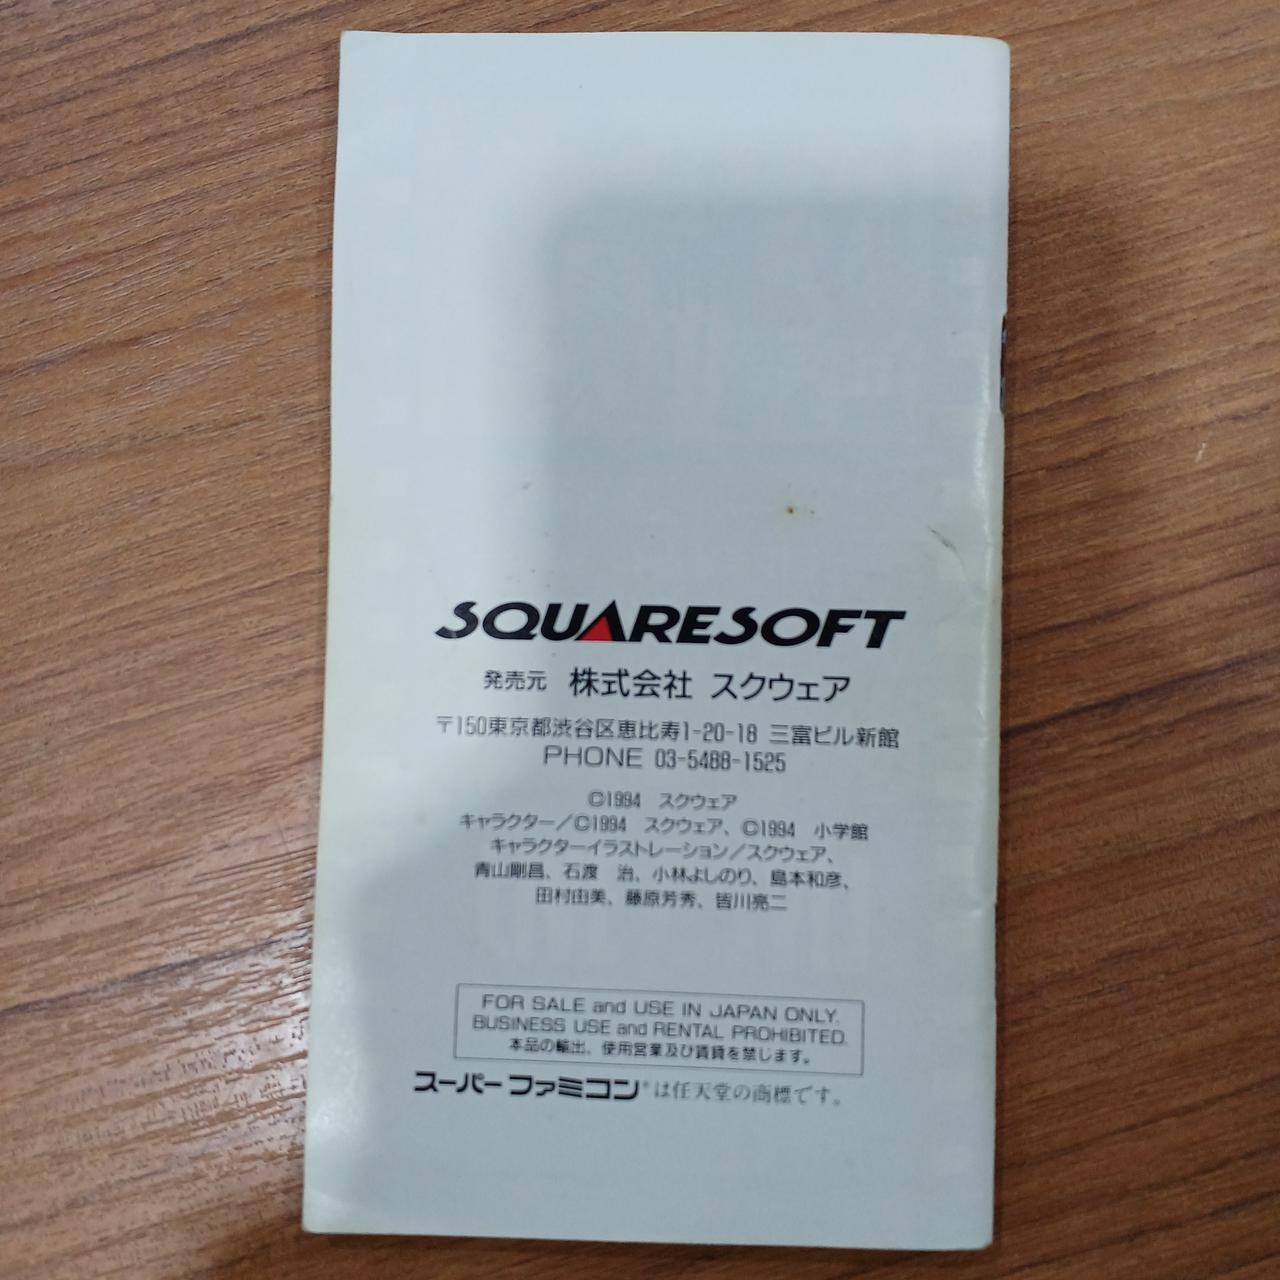 SQUARESOFT
発売元 株式会社 スクウェア
〒150東京都渋谷区恵比寿1-20-18 三富ビル新館
PHONE 03-5488-1525
©1994 スクウェア
キャラクター／©1994 スクウェア、©1994 小学館
キャラクターイラストレーション／スクウェア、
青山剛昌、石渡 治、小林よしのり、島本和彦、
田村由美、藤原芳秀、皆川亮二
FOR SALE and USE IN JAPAN ONLY.
BUSINESS USE and RENTAL PROHIBITED.
本品の輸出、使用営業及び賃貸を禁じます。
スーパーファミコン®は任天堂の商標です。